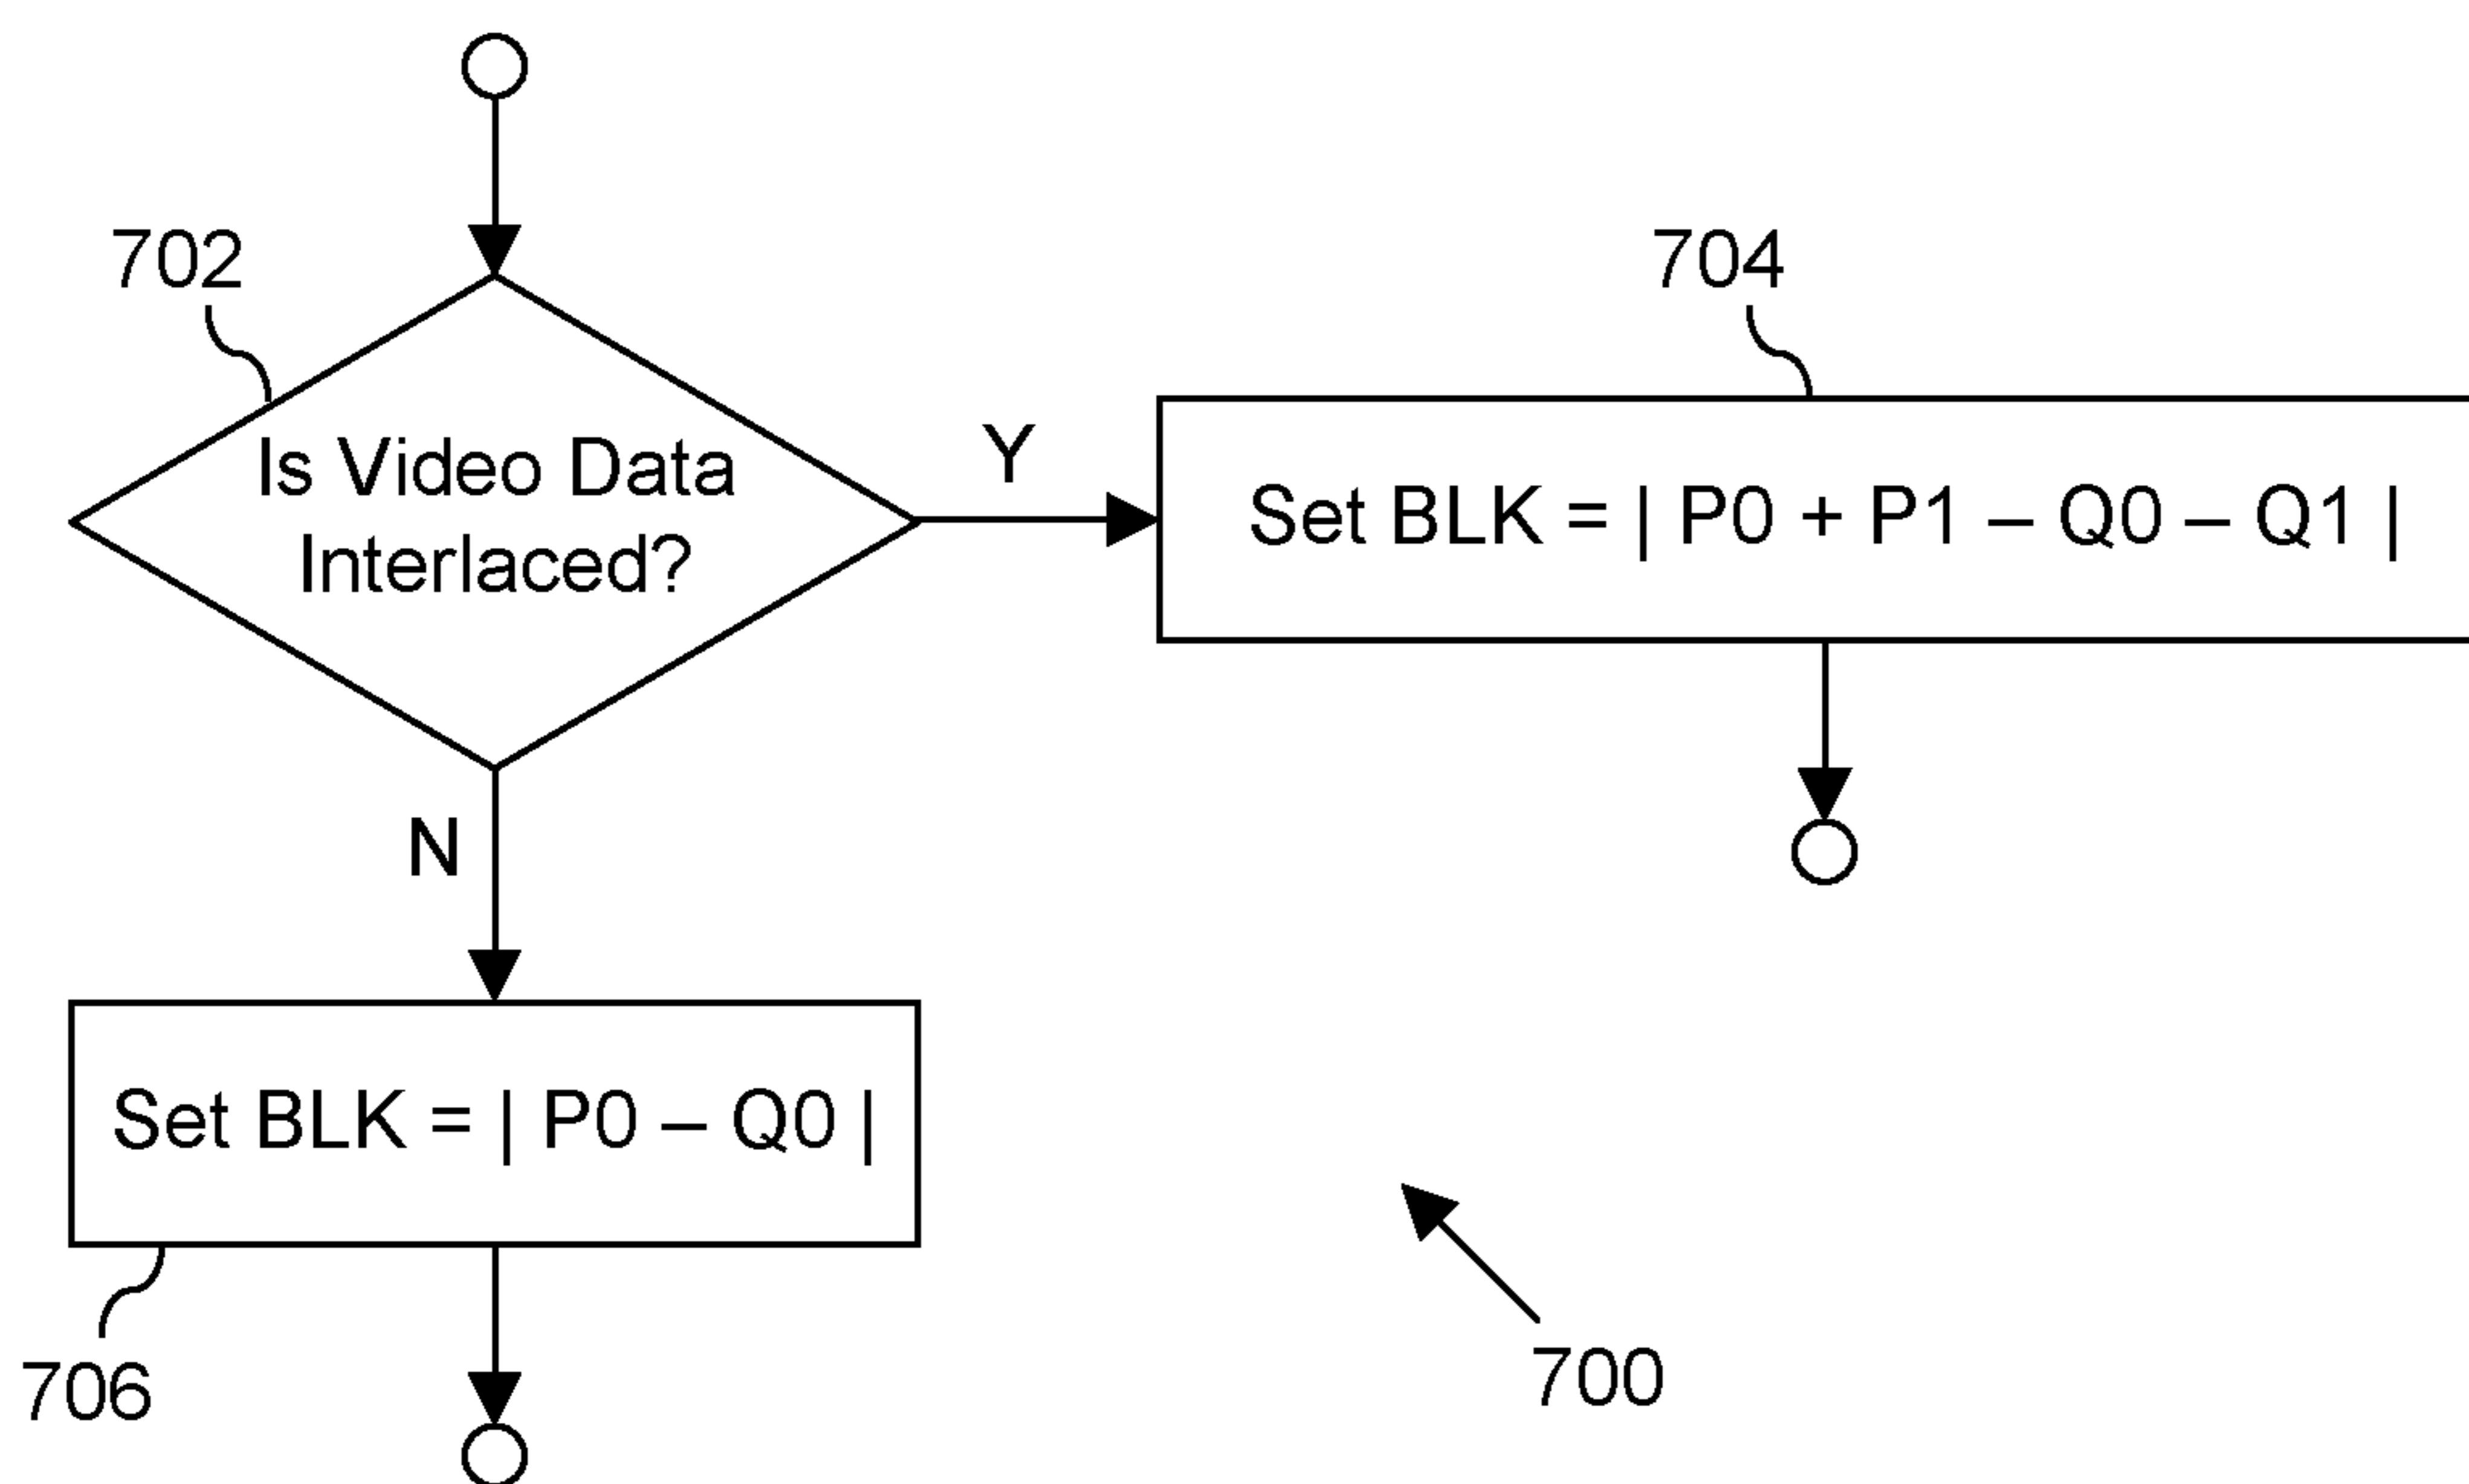 702
704
Is Video Data
Interlaced?
Y
Set BLK = | P0 + P1 – Q0 – Q1 |
N
Set BLK = | P0 – Q0 |
706
700